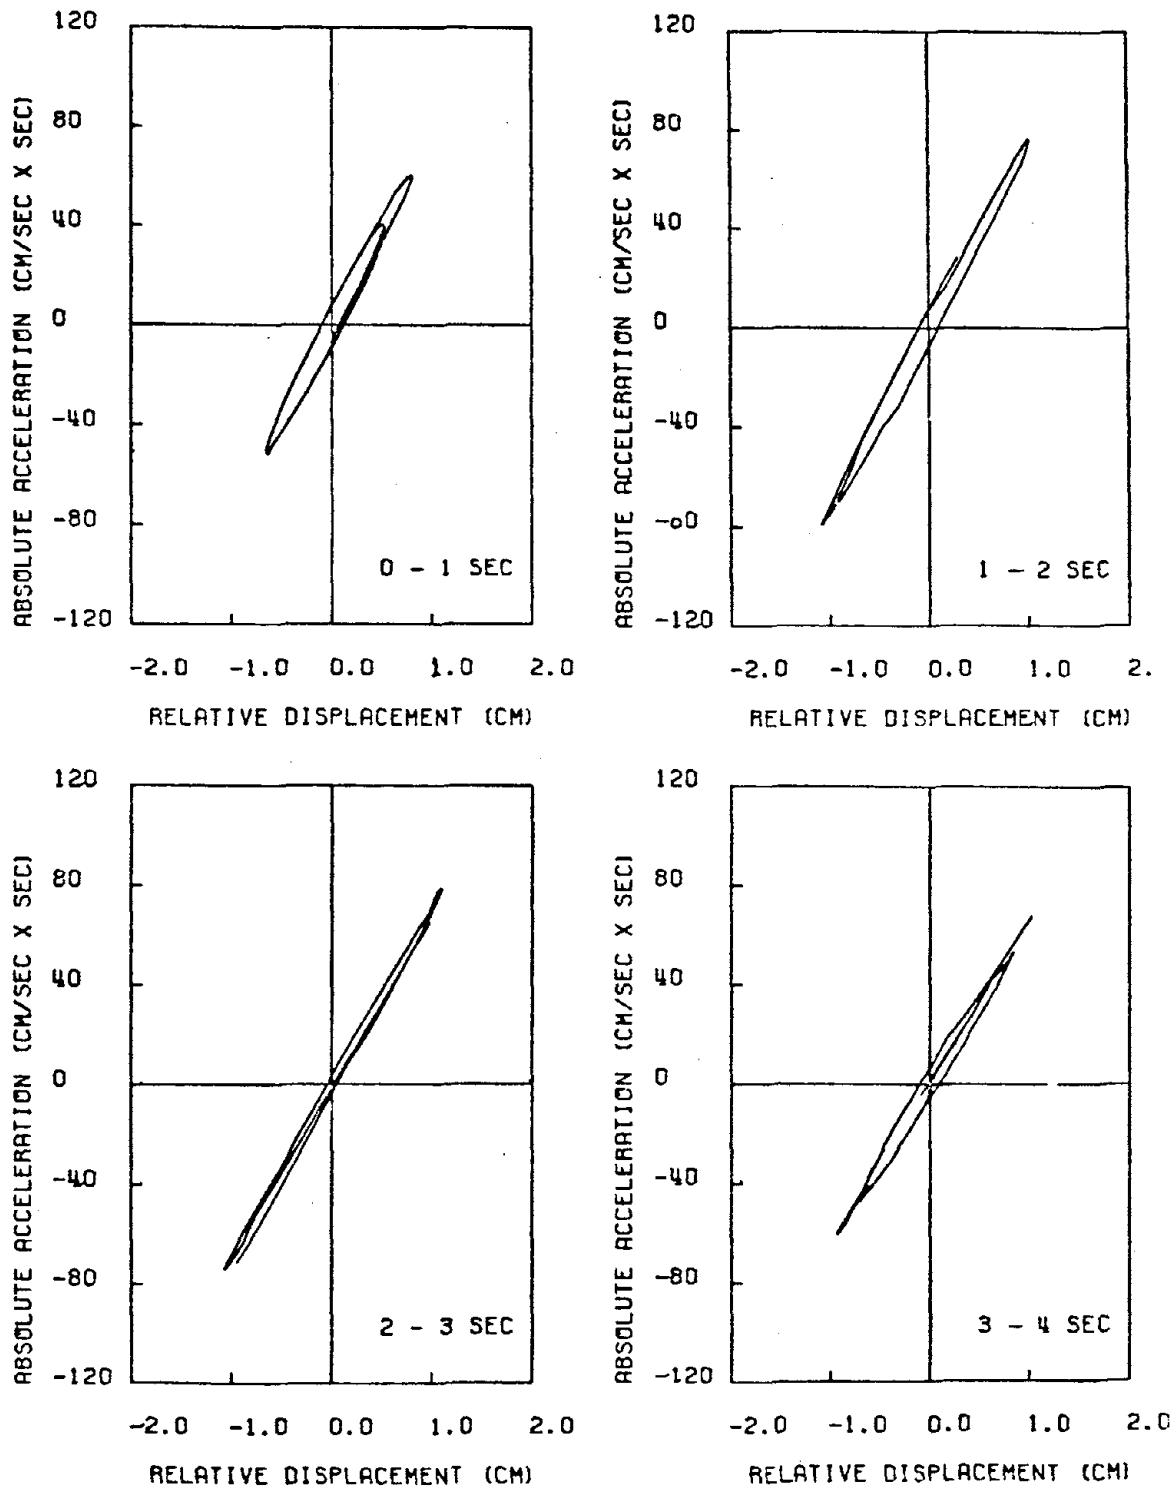 120
80
40
0
-40
-80
-120
ABSOLUTE ACCELERATION (CM/SEC X SEC)
0 - 1 SEC
-2.0 -1.0 0.0 1.0 2.0
RELATIVE DISPLACEMENT (CM)
120
80
40
0
-40
-80
-120
ABSOLUTE ACCELERATION (CM/SEC X SEC)
1 - 2 SEC
-2.0 -1.0 0.0 1.0 2.
RELATIVE DISPLACEMENT (CM)
120
80
40
0
-40
-80
-120
ABSOLUTE ACCELERATION (CM/SEC X SEC)
2 - 3 SEC
-2.0 -1.0 0.0 1.0 2.0
RELATIVE DISPLACEMENT (CM)
120
80
40
0
-40
-80
-120
ABSOLUTE ACCELERATION (CM/SEC X SEC)
3 - 4 SEC
-2.0 -1.0 0.0 1.0 2.0
RELATIVE DISPLACEMENT (CM)